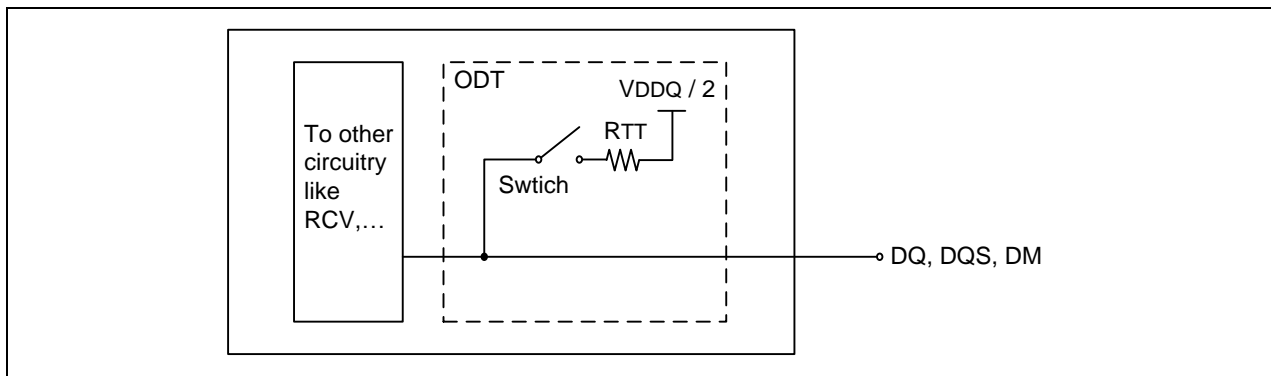 ODT
VDDQ / 2
To other
circuitry
like
RCV,…
RTT
Swtich
DQ, DQS, DM